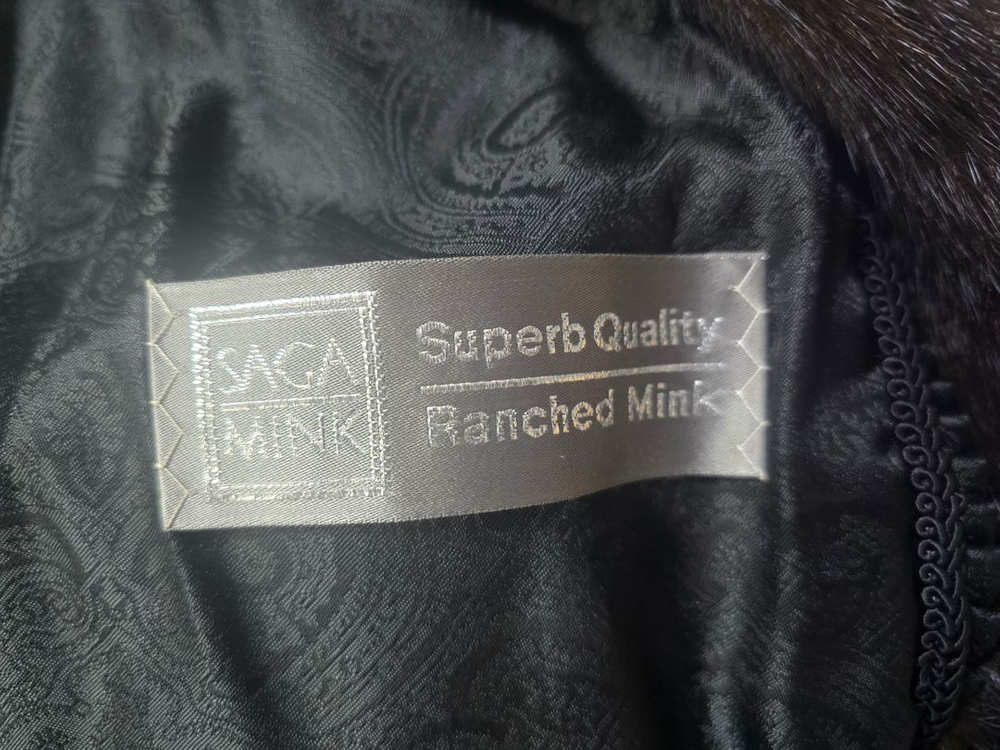 SAGA
MINK
Superb Quality
Ranched Mink